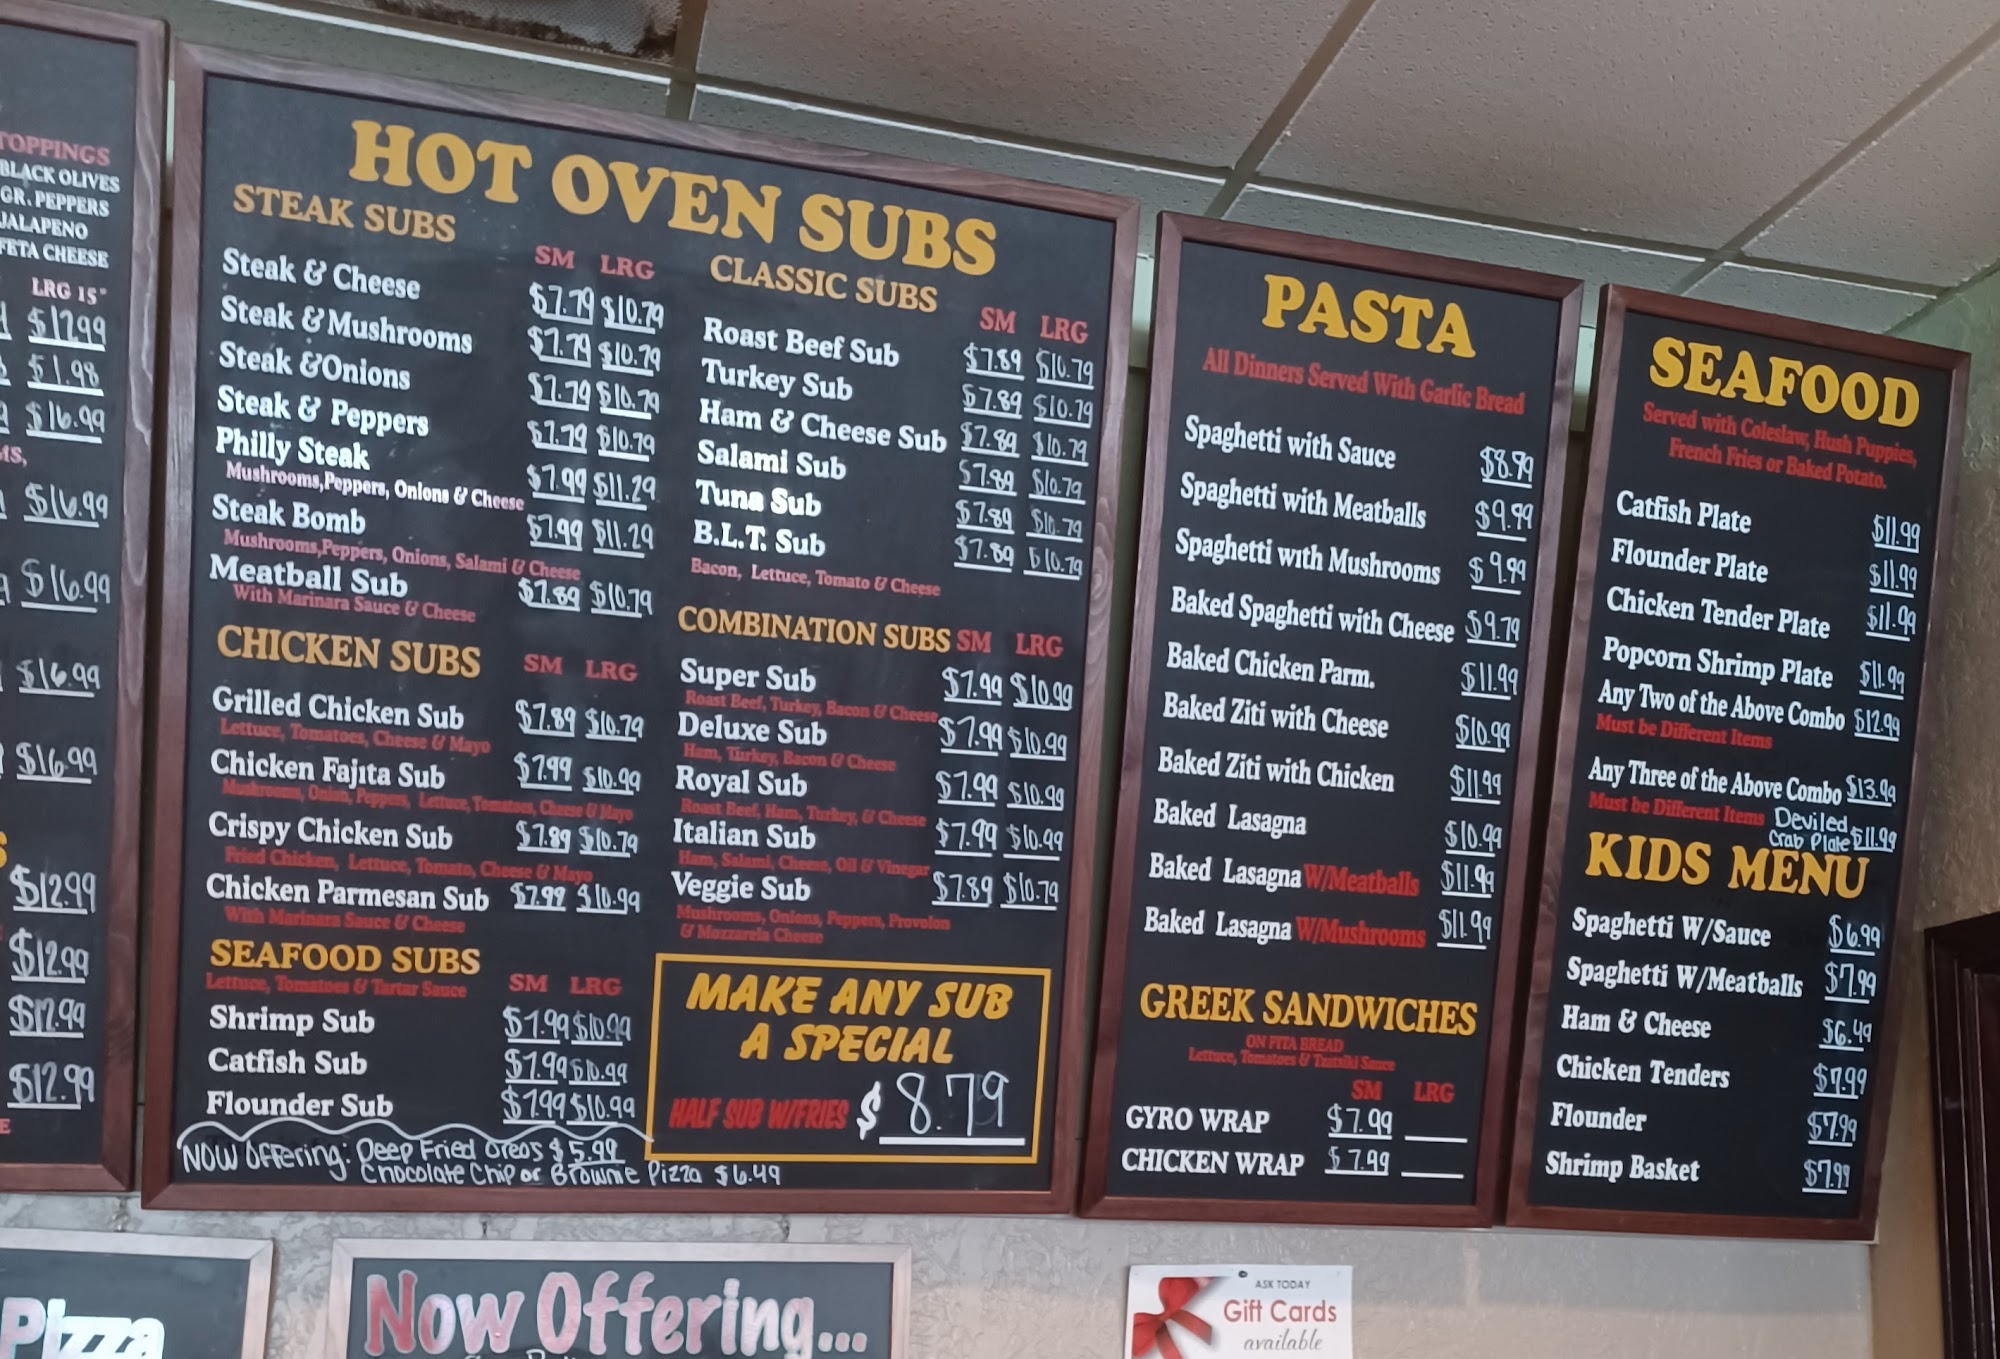 TOPPINGS
BLACK OLIVES
GR. PEPPERS
JALAPENO
FETA CHEESE
LRG 15"
$17.99
$1.98
$16.99
MS,
$16.99
$16.99
$16.99
$16.99
$12.99
$12.99
$12.99
$12.99
HOT OVEN SUBS
STEAK SUBS
SM LRG
Steak & Cheese $7.79 $10.79
Steak & Mushrooms $7.79 $10.79
Steak &Onions $7.79 $10.79
Steak & Peppers $7.79 $10.79
Philly Steak $7.99 $11.29
Mushrooms,Peppers, Onions & Cheese
Steak Bomb $7.99 $11.29
Mushrooms,Peppers, Onions, Salami & Cheese
Meatball Sub $7.89 $10.79
With Marinara Sauce & Cheese
CHICKEN SUBS SM LRG
Grilled Chicken Sub $7.89 $10.79
Lettuce, Tomatoes, Cheese & Mayo
Chicken Fajita Sub $7.99 $10.99
Mushrooms, Onion, Peppers, Lettuce, Tomatoes, Cheese & Mayo
Crispy Chicken Sub $7.89 $10.79
Fried Chicken, Lettuce, Tomato, Cheese & Mayo
Chicken Parmesan Sub $7.99 $10.99
With Marinara Sauce & Cheese
SEAFOOD SUBS
Lettuce, Tomatoes & Tartar Sauce SM LRG
Shrimp Sub $7.99 $10.99
Catfish Sub $7.99 $10.99
Flounder Sub $7.99 $10.99
NOW OFFering: Deep Fried Oreos $5.99
Chocolate Chip or Brownie Pizza $6.49
CLASSIC SUBS
SM LRG
Roast Beef Sub $7.89 $10.79
Turkey Sub $7.89 $10.79
Ham & Cheese Sub $7.89 $10.79
Salami Sub $7.89 $10.79
Tuna Sub $7.89 $10.79
B.L.T. Sub $7.89 $10.79
Bacon, Lettuce, Tomato & Cheese
COMBINATION SUBS SM LRG
Super Sub $7.99 $10.99
Roast Beef, Turkey, Bacon & Cheese
Deluxe Sub $7.99 $10.99
Ham, Turkey, Bacon & Cheese
Royal Sub $7.99 $10.99
Roast Beef, Ham, Turkey, & Cheese
Italian Sub $7.99 $10.99
Ham, Salami, Cheese, Oil & Vinegar
Veggie Sub $7.89 $10.79
Mushrooms, Onions, Peppers, Provolon
& Mozzarela Cheese
MAKE ANY SUB
A SPECIAL
HALF SUB W/FRIES $ 8.79
PASTA
All Dinners Served With Garlic Bread
Spaghetti with Sauce $8.99
Spaghetti with Meatballs $9.99
Spaghetti with Mushrooms $9.99
Baked Spaghetti with Cheese $9.79
Baked Chicken Parm. $11.99
Baked Ziti with Cheese $10.99
Baked Ziti with Chicken $11.99
Baked Lasagna $10.99
Baked Lasagna W/Meatballs $11.99
Baked Lasagna W/Mushrooms $11.99
GREEK SANDWICHES
ON PITA BREAD
Lettuce, Tomatoes & Tzatziki Sauce
SM LRG
GYRO WRAP $7.99
CHICKEN WRAP $7.99
SEAFOOD
Served with Coleslaw, Hush Puppies,
French Fries or Baked Potato.
Catfish Plate $11.99
Flounder Plate $11.99
Chicken Tender Plate $11.99
Popcorn Shrimp Plate $11.99
Any Two of the Above Combo $12.99
Must be Different Items
Any Three of the Above Combo $13.99
Must be Different Items
Deviled
Crab Plate $11.99
KIDS MENU
Spaghetti W/Sauce $6.99
Spaghetti W/Meatballs $7.99
Ham & Cheese $6.49
Chicken Tenders $7.99
Flounder $7.99
Shrimp Basket $7.99
Pizza
Now Offering...
ASK TODAY
Gift Cards
available